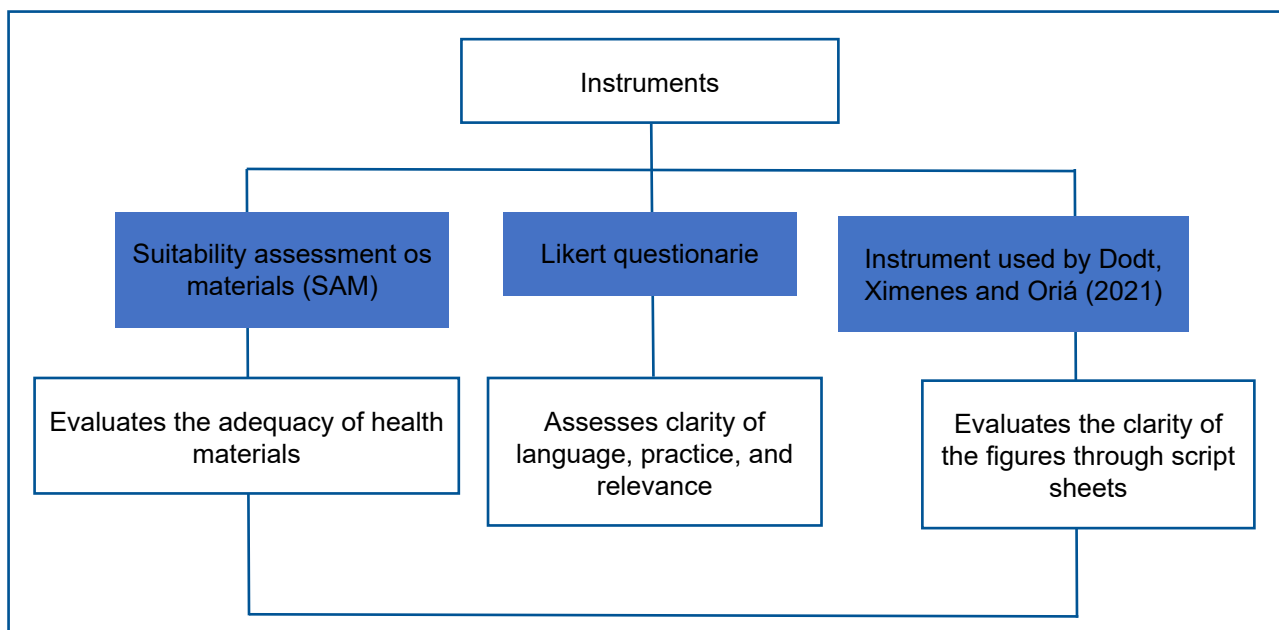 Instruments
Suitability assessment os
materials (SAM)
Likert questionarie
Instrument used by Dodt,
Ximenes and Oriá (2021)
Evaluates the adequacy of health
materials
Assesses clarity of
language, practice, and
relevance
Evaluates the clarity of
the figures through script
sheets